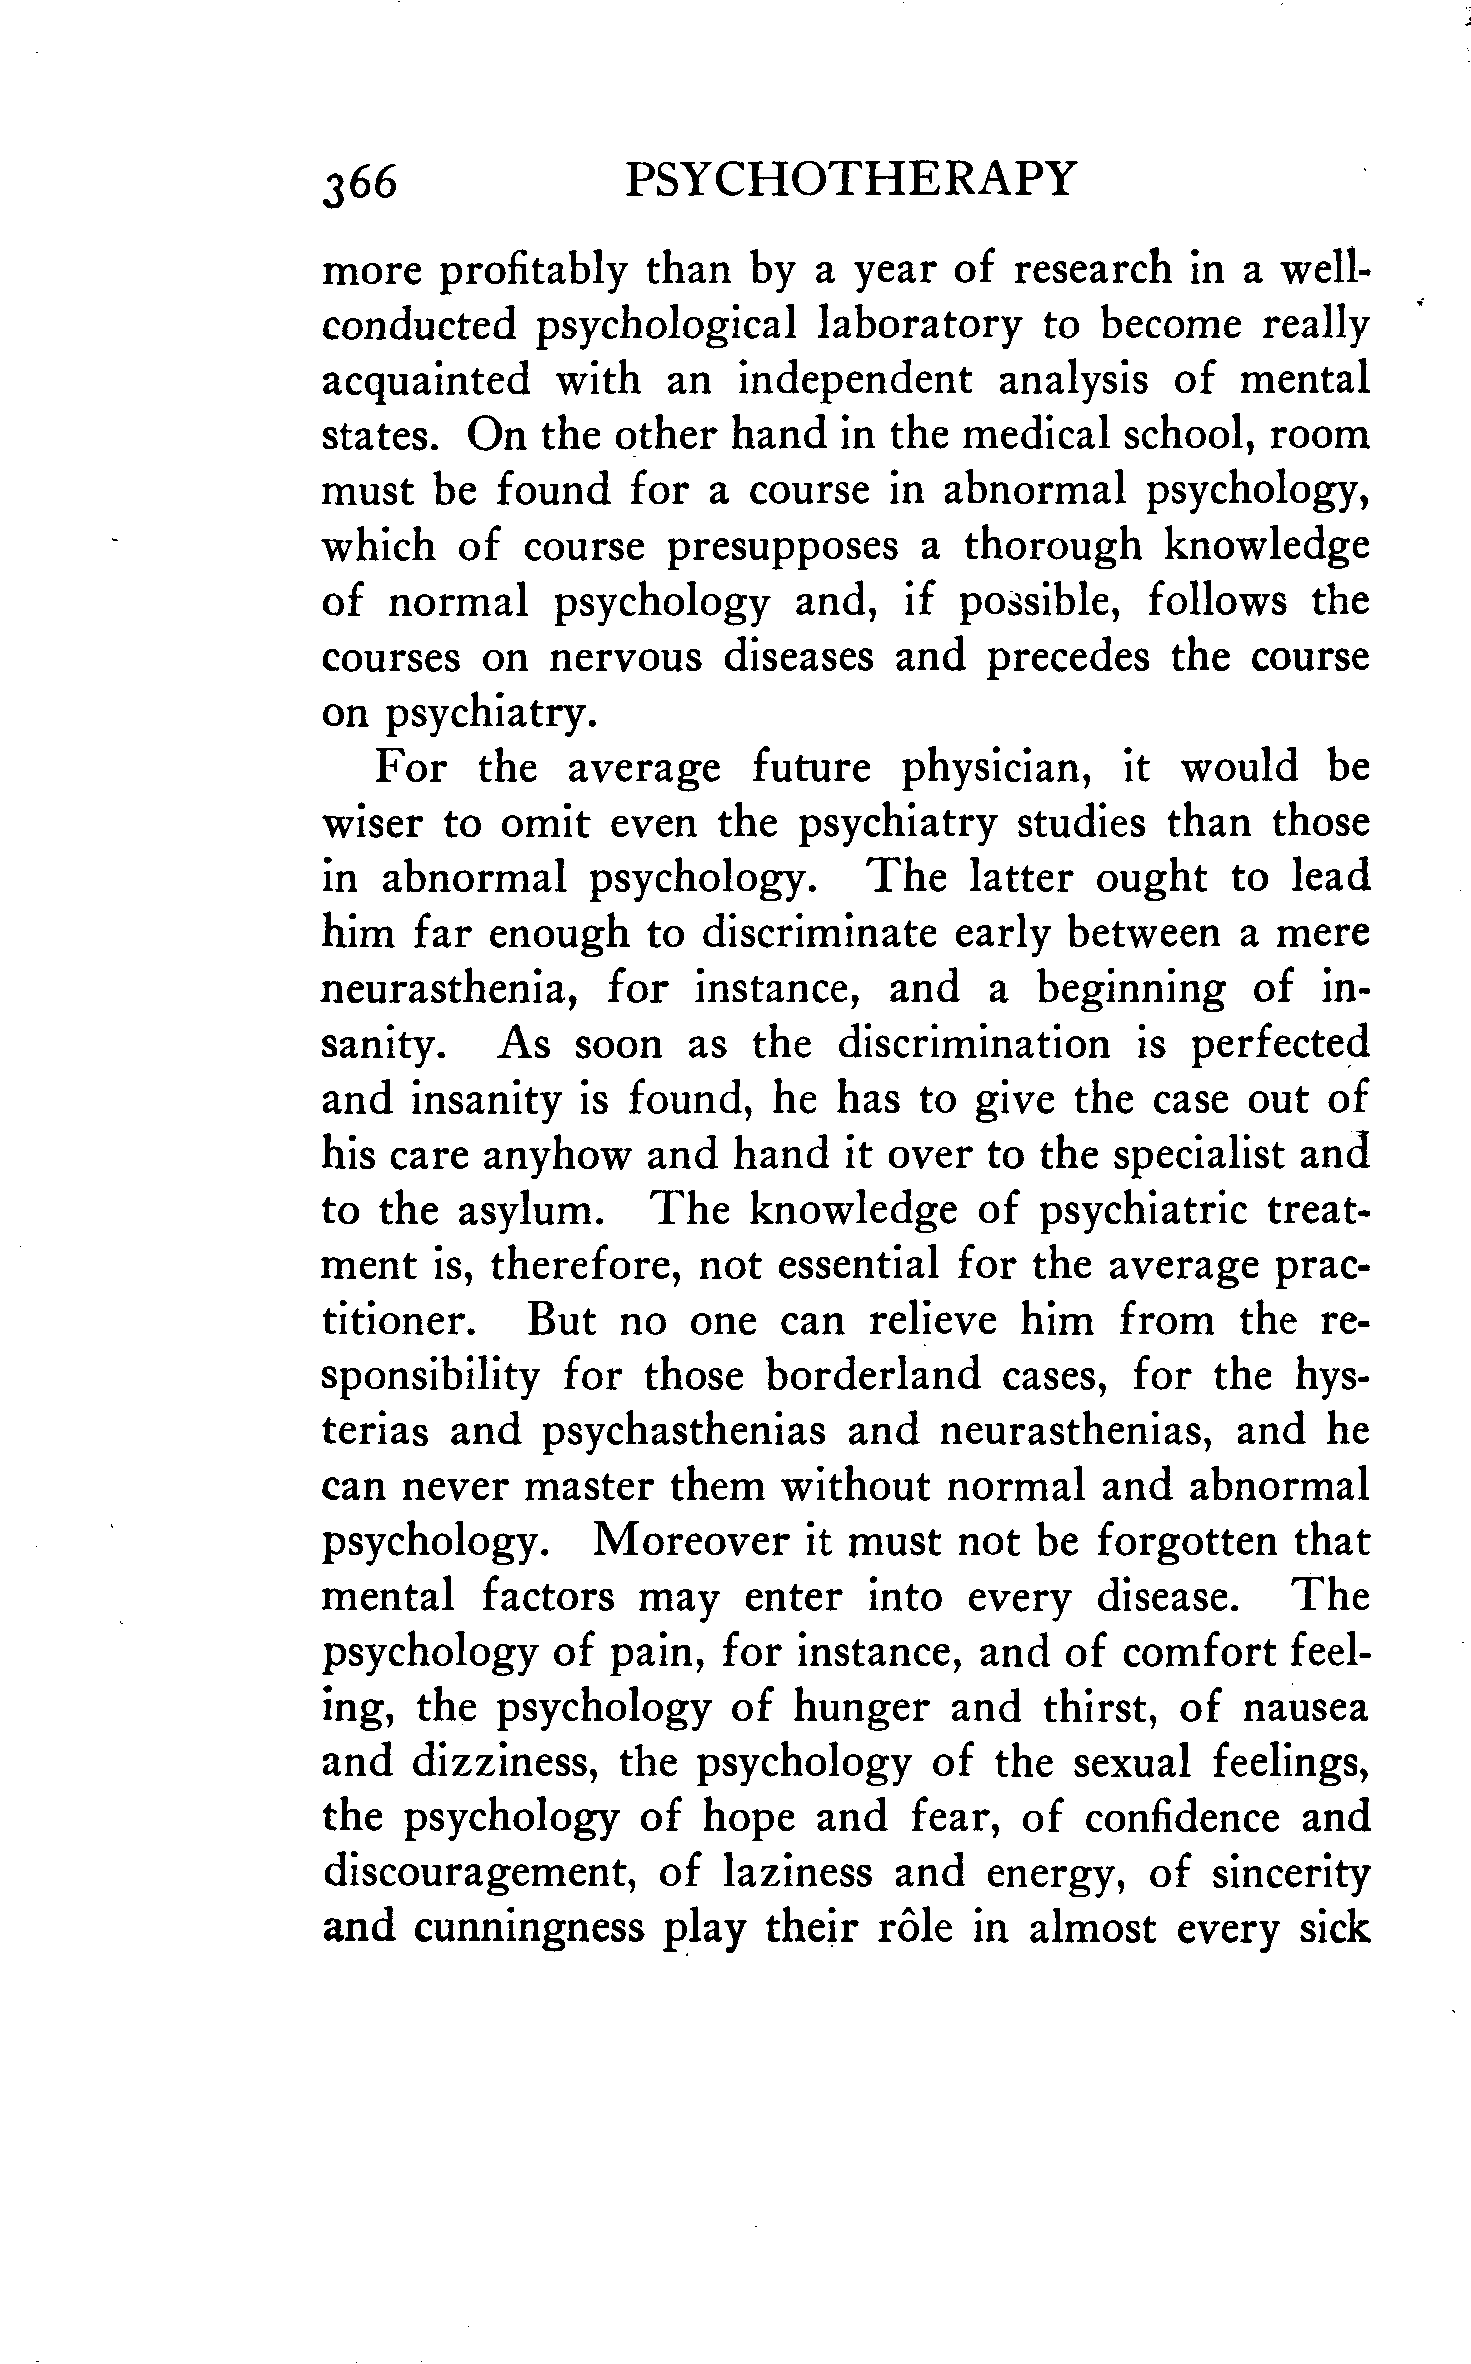 366 PSYCHOTHERAPY
more profitably than by a year of research in a well-
conducted psychological laboratory to become really
acquainted with an independent analysis of mental
states. On the other hand in the medical school, room
must be found for a course in abnormal psychology,
which of course presupposes a thorough knowledge
of normal psychology and, if possible, follows the
courses on nervous diseases and precedes the course
on psychiatry.
For the average future physician, it would be
wiser to omit even the psychiatry studies than those
in abnormal psychology. The latter ought to lead
him far enough to discriminate early between a mere
neurasthenia, for instance, and a beginning of in-
sanity. As soon as the discrimination is perfected
and insanity is found, he has to give the case out of
his care anyhow and hand it over to the specialist and
to the asylum. The knowledge of psychiatric treat-
ment is, therefore, not essential for the average prac-
titioner. But no one can relieve him from the re-
sponsibility for those borderland cases, for the hys-
terias and psychasthenias and neurasthenias, and he
can never master them without normal and abnormal
psychology. Moreover it must not be forgotten that
mental factors may enter into every disease. The
psychology of pain, for instance, and of comfort feel-
ing, the psychology of hunger and thirst, of nausea
and dizziness, the psychology of the sexual feelings,
the psychology of hope and fear, of confidence and
discouragement, of laziness and energy, of sincerity
and cunningness play their rôle in almost every sick